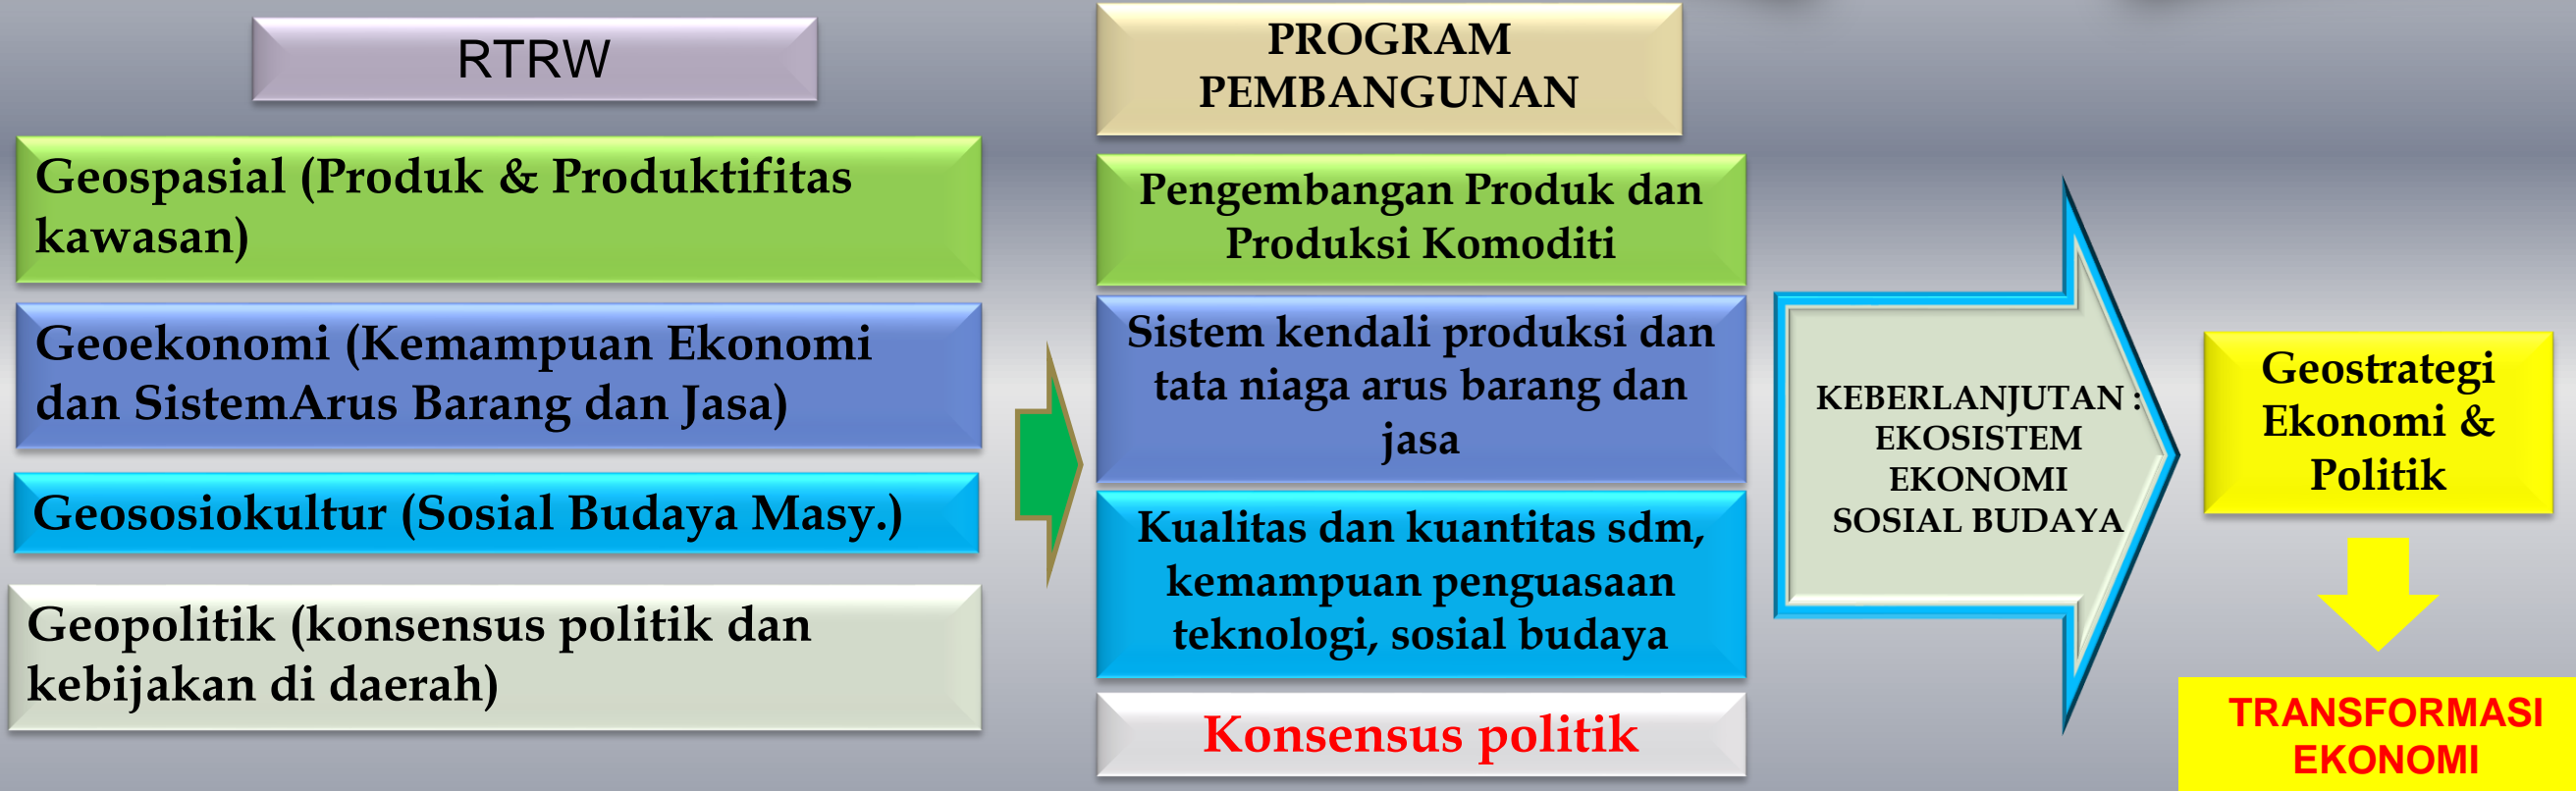 RTRW
Geospasial (Produk & Produktifitas
kawasan)
Geoekonomi (Kemampuan Ekonomi
dan SistemArus Barang dan Jasa)
Geososiokultur (Sosial Budaya Masy.)
Geopolitik (konsensus politik dan
kebijakan di daerah)
PROGRAM
PEMBANGUNAN
Pengembangan Produk dan
Produksi Komoditi
Sistem kendali produksi dan
tata niaga arus barang dan
jasa
Kualitas dan kuantitas sdm,
kemampuan penguasaan
teknologi, sosial budaya
Konsensus politik
KEBERLANJUTAN :
EKOSISTEM
EKONOMI
SOSIAL BUDAYA
Geostrategi
Ekonomi &
Politik
TRANSFORMASI
EKONOMI